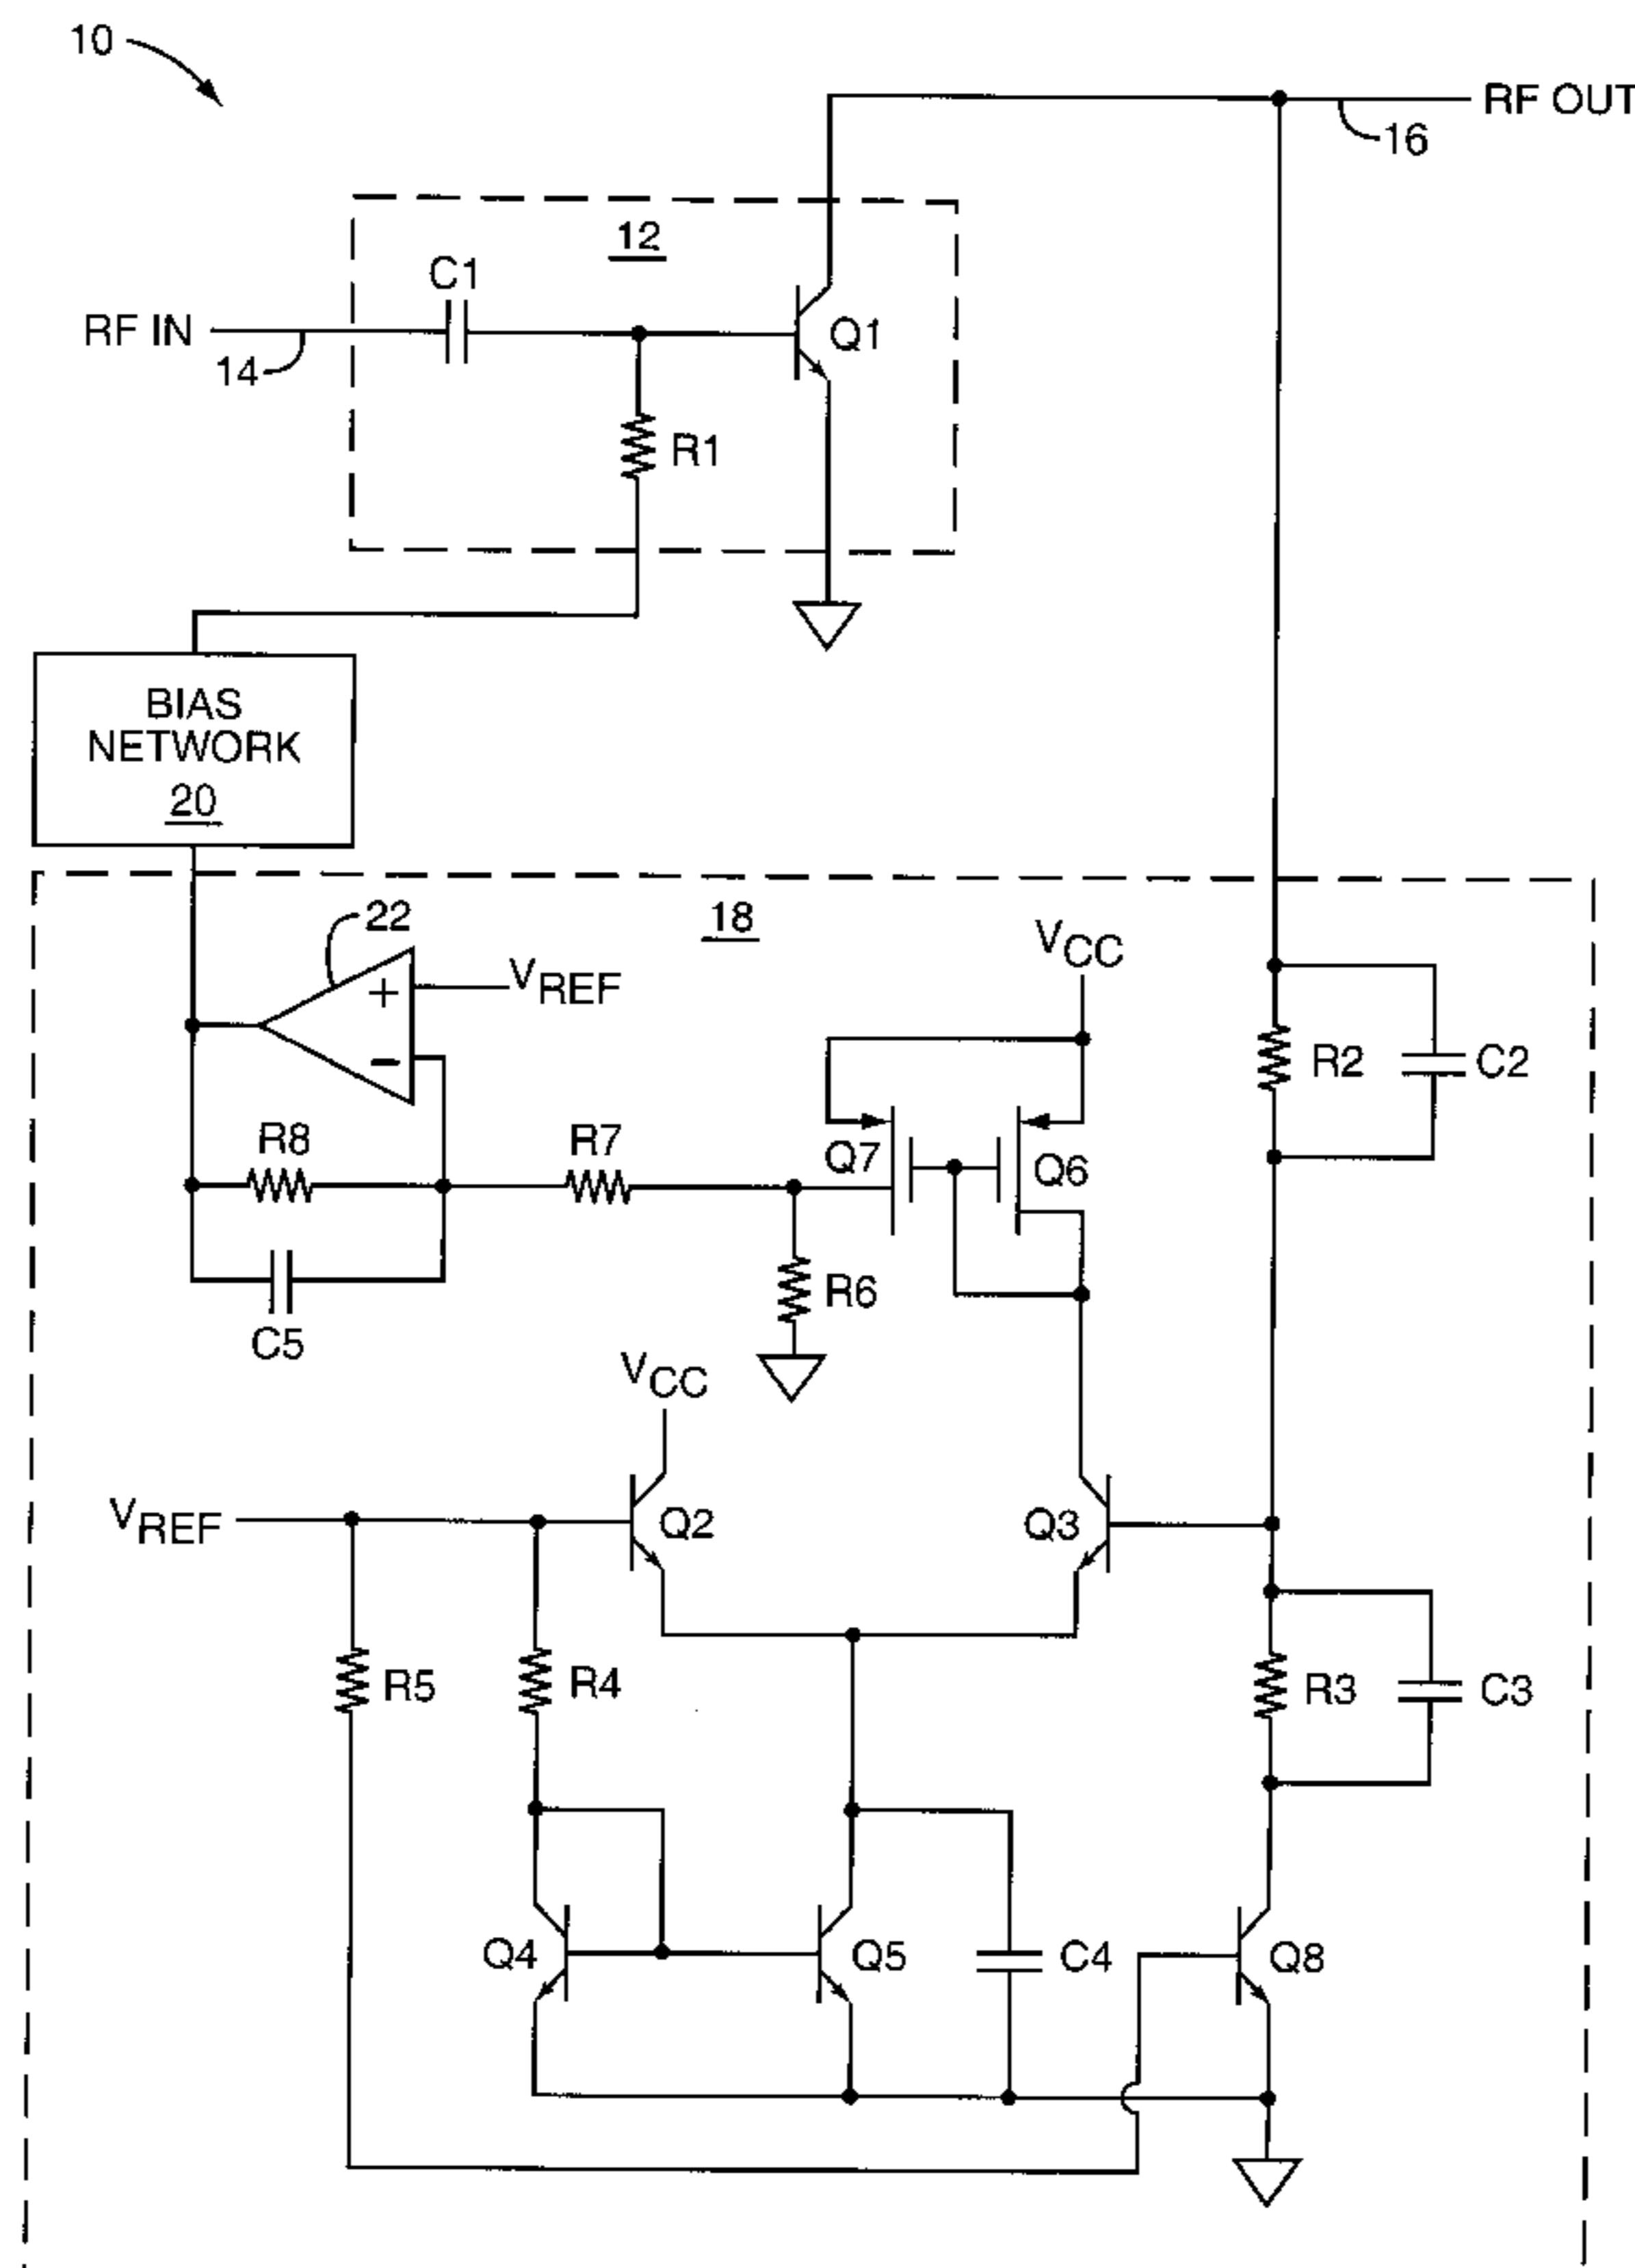 10
RF OUT
16
12
C1
RF IN
Q1
14
R1
BIAS
NETWORK
20
22
18
VCC
VREF
+
-
R2
C2
R8
R7
Q7
Q6
R6
C5
VCC
VREF
Q2
Q3
R5
R4
R3
C3
Q4
Q5
C4
Q8